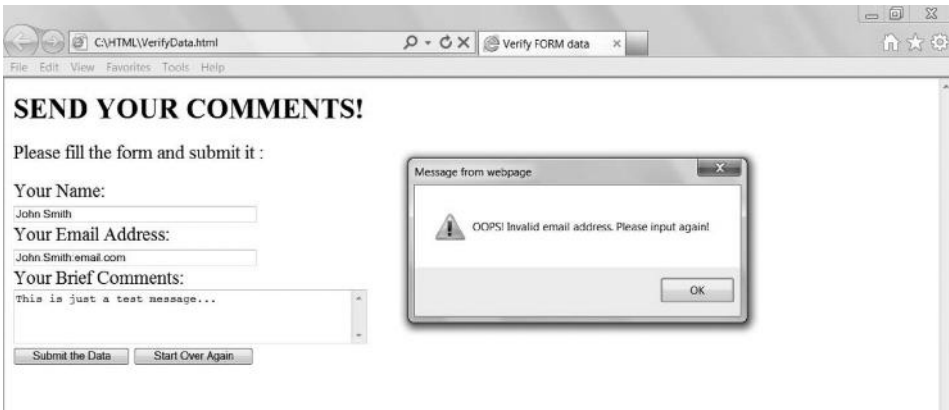 C:\HTML\VerifyData.html
Verify FORM data
File Edit View Favorites Tools Help
SEND YOUR COMMENTS!
Please fill the form and submit it :
Your Name:
John Smith
Your Email Address:
John.Smith.email.com
Your Brief Comments:
This is just a test message...
Submit the Data Start Over Again
Message from webpage
OOPS! Invalid email address. Please input again!
OK